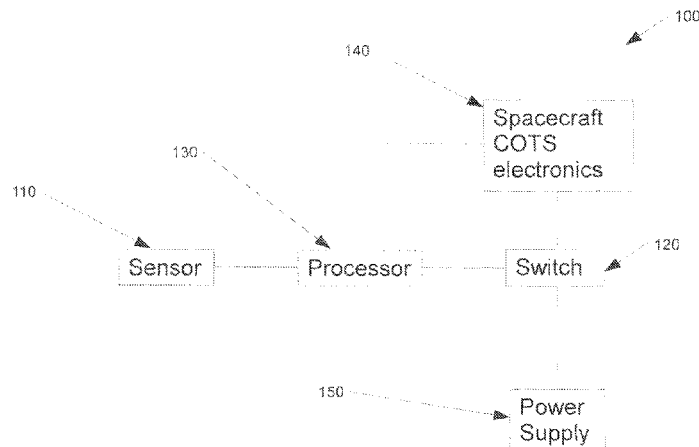 100
140
Spacecraft
COTS
electronics
130
110
120
Sensor
Processor
Switch
150
Power
Supply